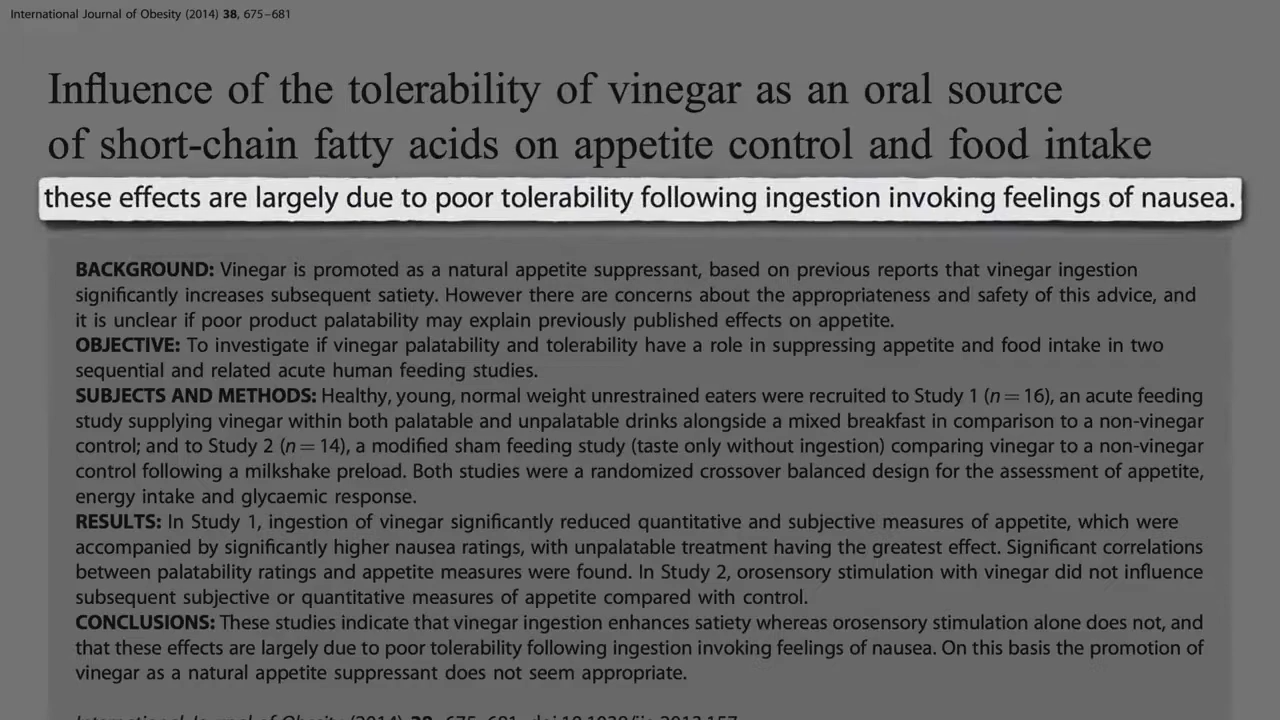 International Journal of Obesity (2014) 38, 675–681
Influence of the tolerability of vinegar as an oral source
of short-chain fatty acids on appetite control and food intake
these effects are largely due to poor tolerability following ingestion invoking feelings of nausea.
BACKGROUND: Vinegar is promoted as a natural appetite suppressant, based on previous reports that vinegar ingestion
significantly increases subsequent satiety. However there are concerns about the appropriateness and safety of this advice, and
it is unclear if poor product palatability may explain previously published effects on appetite.
OBJECTIVE: To investigate if vinegar palatability and tolerability have a role in suppressing appetite and food intake in two
sequential and related acute human feeding studies.
SUBJECTS AND METHODS: Healthy, young, normal weight unrestrained eaters were recruited to Study 1 (n = 16), an acute feeding
study supplying vinegar within both palatable and unpalatable drinks alongside a mixed breakfast in comparison to a non-vinegar
control; and to Study 2 (n = 14), a modified sham feeding study (taste only without ingestion) comparing vinegar to a non-vinegar
control following a milkshake preload. Both studies were a randomized crossover balanced design for the assessment of appetite,
energy intake and glycaemic response.
RESULTS: In Study 1, ingestion of vinegar significantly reduced quantitative and subjective measures of appetite, which were
accompanied by significantly higher nausea ratings, with unpalatable treatment having the greatest effect. Significant correlations
between palatability ratings and appetite measures were found. In Study 2, orosensory stimulation with vinegar did not influence
subsequent subjective or quantitative measures of appetite compared with control.
CONCLUSIONS: These studies indicate that vinegar ingestion enhances satiety whereas orosensory stimulation alone does not, and
that these effects are largely due to poor tolerability following ingestion invoking feelings of nausea. On this basis the promotion of
vinegar as a natural appetite suppressant does not seem appropriate.
International Journal of Obesity (2014) 38, 675–681; doi:10.1038/ijo.2013.157